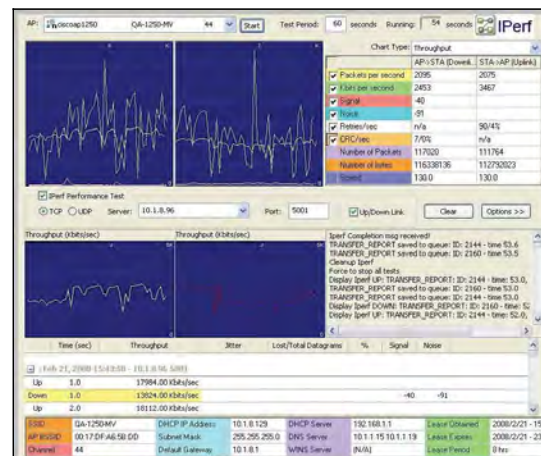 AP: ciscoap1250 QA-1250-MV 44 Start Test Period: 60 seconds Running: 54 seconds IPerf
Chart Type: Throughput
AP->STA (Downli.. STA->AP (Uplink)
Packets per second 2095 2075
Kbits per second 2453 3467
Signal -40
Noise -91
Retries/sec n/a 90/4%
CRC/sec 7/0% n/a
Number of Packets 117020 111764
Number of Bytes 116338136 112792023
Speed 130.0 130.0
IPerf Performance Test
TCP UDP Server: 10.1.8.96 Port: 5001 Up/Down Link Clear Options >>
Throughput (Kbits/sec) Throughput (Kbits/sec)
Iperf Completion msg received!
TRANSFER_REPORT saved to queue: ID: 2144 - time 53.6
TRANSFER_REPORT saved to queue: ID: 2160 - time 53.5
Cleanup Iperf
Force to stop all tests
Display Iperf UP: TRANSFER_REPORT: ID: 2144 - time 53.0,
TRANSFER_REPORT saved to queue: ID: 2160 - time 53.0
TRANSFER_REPORT saved to queue: ID: 2144 - time 53.0
Display Iperf DOWN: TRANSFER_REPORT: ID: 2160 - time: 52
Display Iperf UP: TRANSFER_REPORT: ID: 2144 - time: 52.0,
Time (sec) Throughput Jitter Lost/Total Datagrams % Signal Noise
Up 1.0 17984.00 Kbits/sec
Down 1.0 13824.00 Kbits/sec -40 -91
Up 2.0 18112.00 Kbits/sec
SSID QA-1250-MV DHCP IP Address 10.1.8.129 DHCP Server 192.168.1.1 Lease Obtained 2008/2/21 - 15
AP BSSID 00:17:DF:A6:5B:DD Subnet Mask 255.255.255.0 DNS Server 10.1.1.15 10.1.1.19 Lease Expires 2008/2/21 - 23
Channel 44 Default Gateway 10.1.8.1 WINS Server (N/A) Lease Period 8 hrs